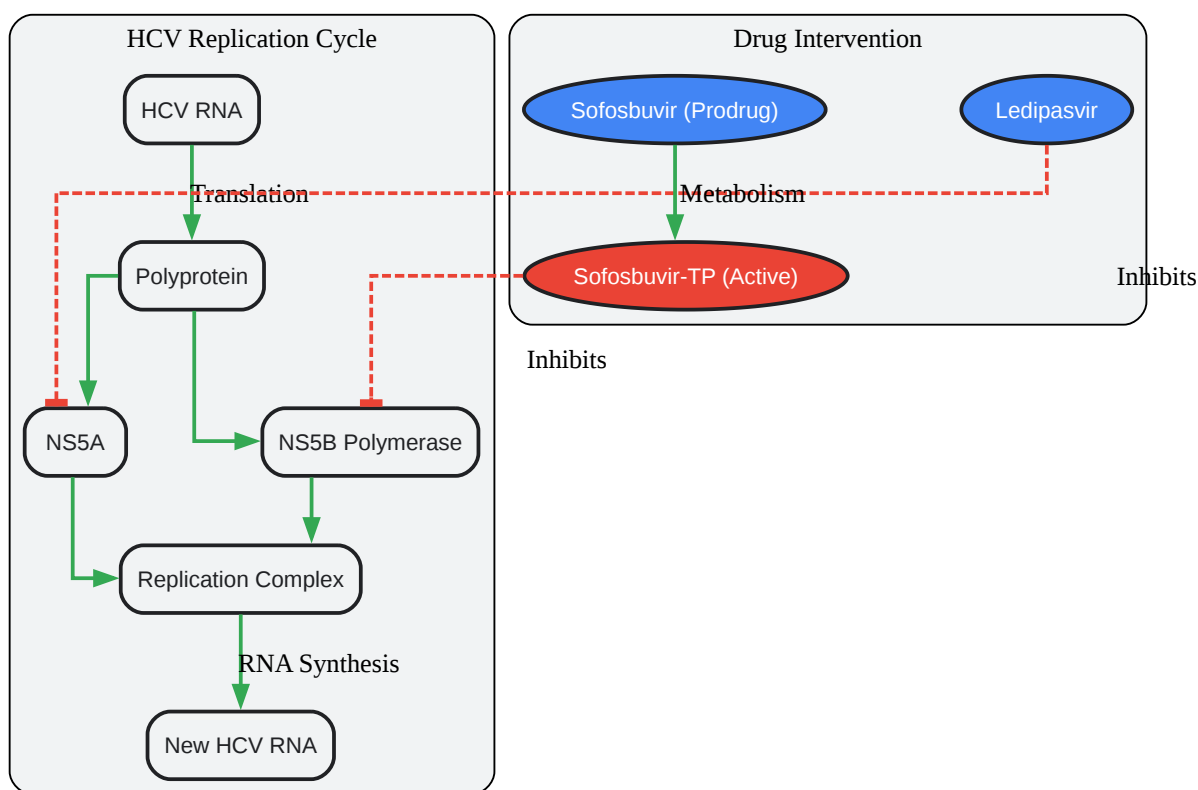 HCV Replication Cycle
Drug Intervention
HCV RNA
Sofosbuvir (Prodrug)
Ledipasvir
Translation
Metabolism
Polyprotein
Sofosbuvir-TP (Active)
Inhibits
Inhibits
NS5A
NS5B Polymerase
Replication Complex
RNA Synthesis
New HCV RNA